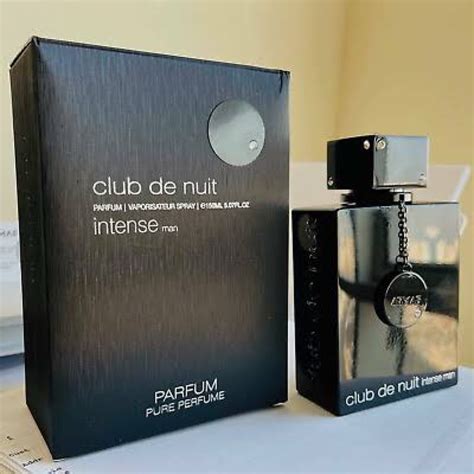 club de nuit
PARFUM | VAPORISATEUR SPRAY | ℮150ML 5.07FL.OZ
intense man
PARFUM
PURE PERFUME
ARMAF
club de nuit intense man